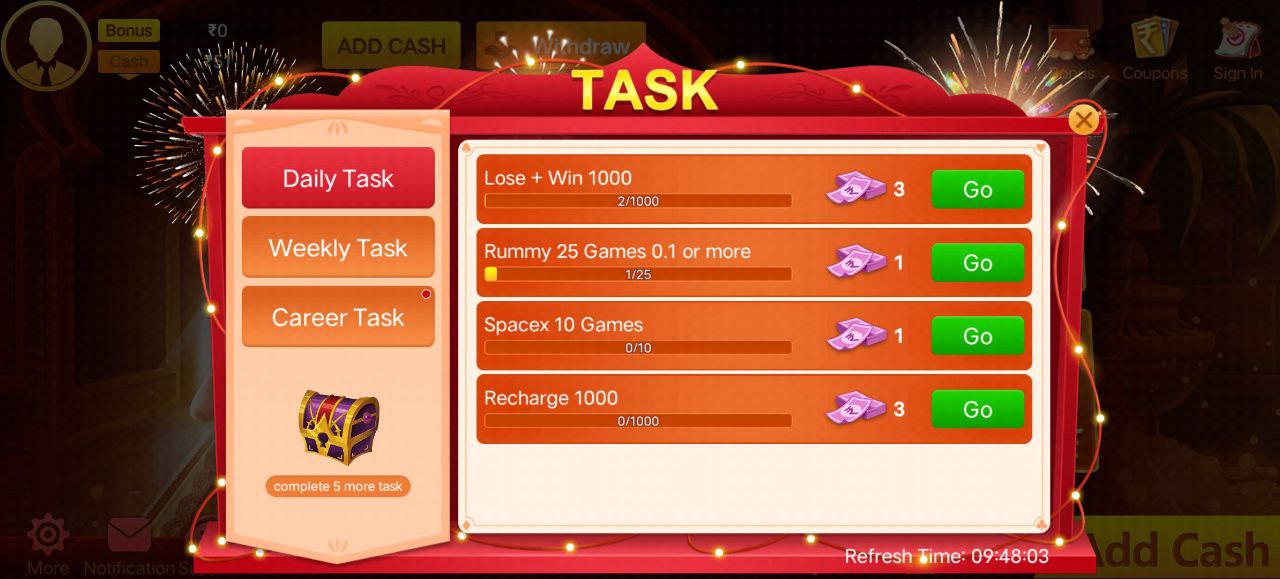 Bonus
₹0
Cash
ADD CASH
Withdraw
Coupons
Sign In
TASK
Daily Task
Weekly Task
Career Task
complete 5 more task
Lose + Win 1000
2/1000
3
Go
Rummy 25 Games 0.1 or more
1/25
1
Go
Spacex 10 Games
0/10
1
Go
Recharge 1000
0/1000
3
Go
Refresh Time: 09:48:03
More
Notification
Add Cash